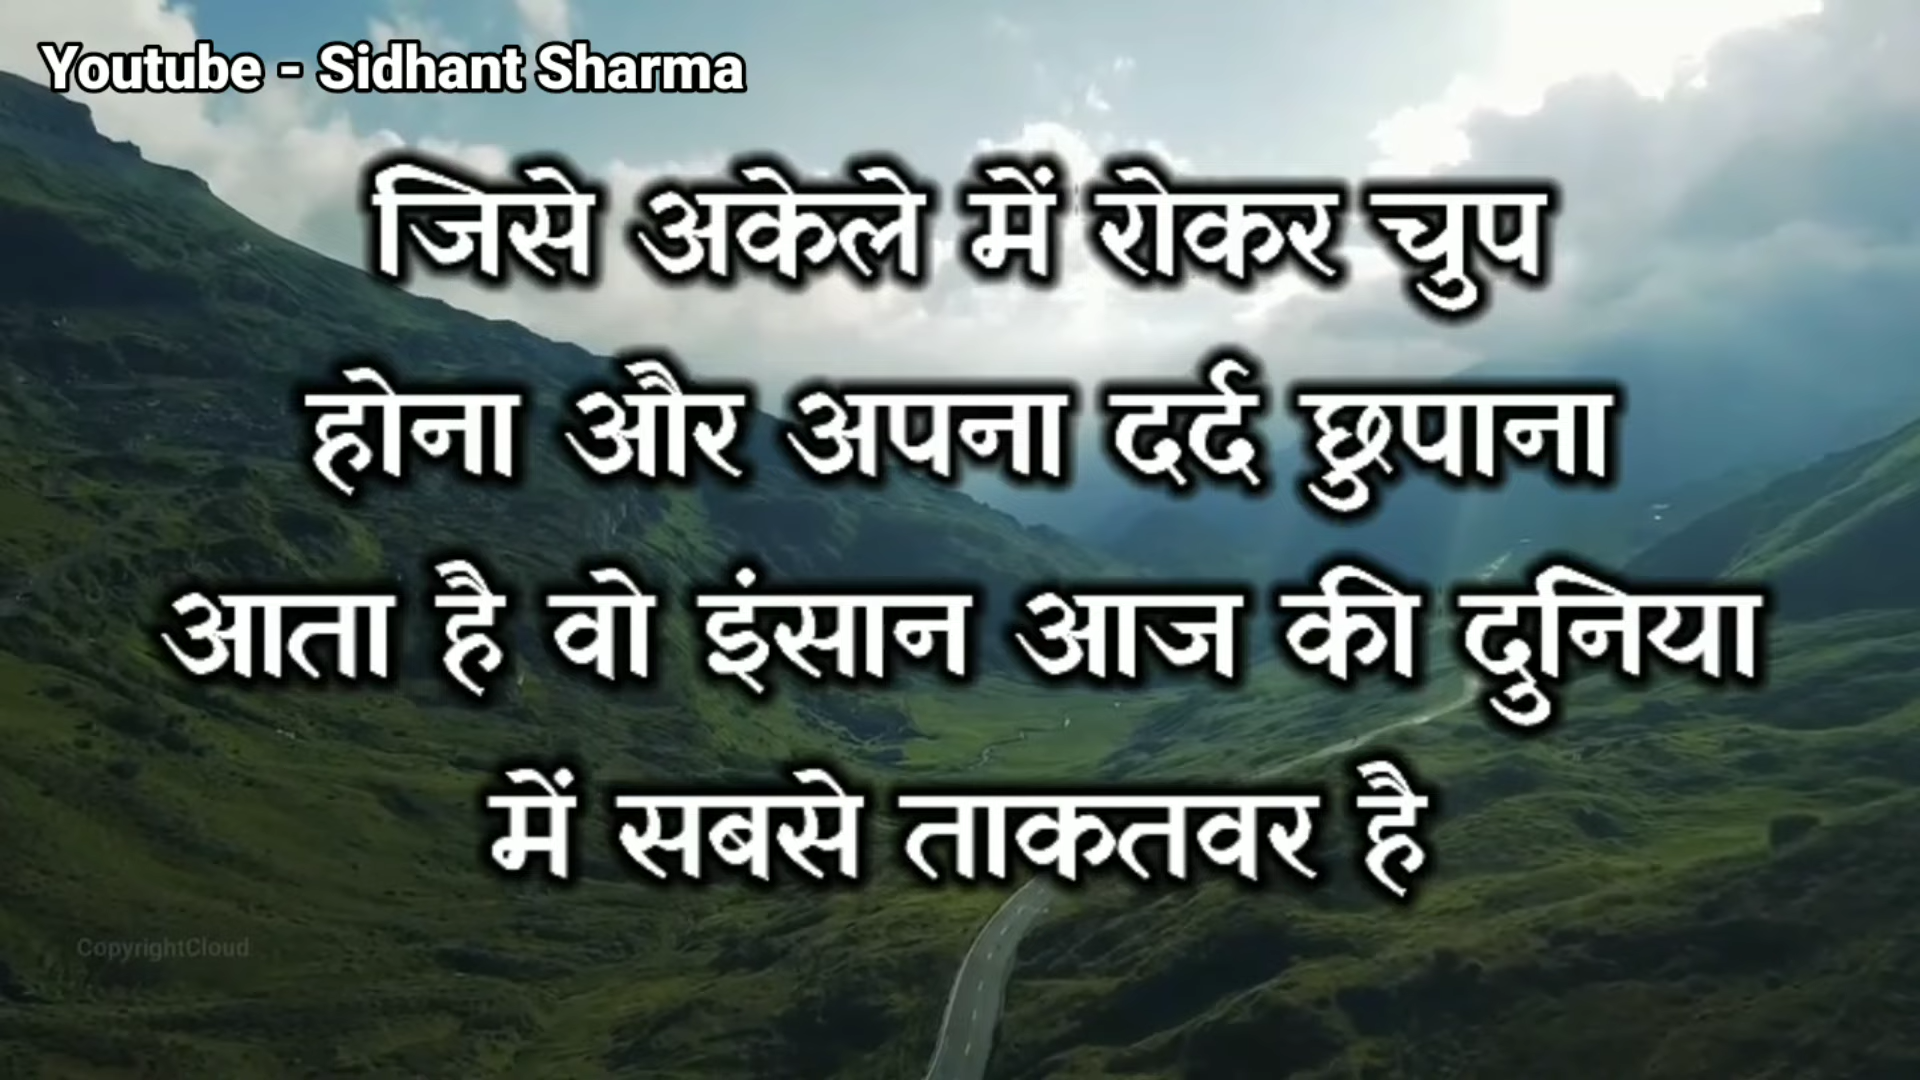 Youtube - Sidhant Sharma
जिसे अकेले में रोकर चुप
होना और अपना दर्द छुपाना
आता है वो इंसान आज की दुनिया
में सबसे ताकतवर है
CopyrightCloud